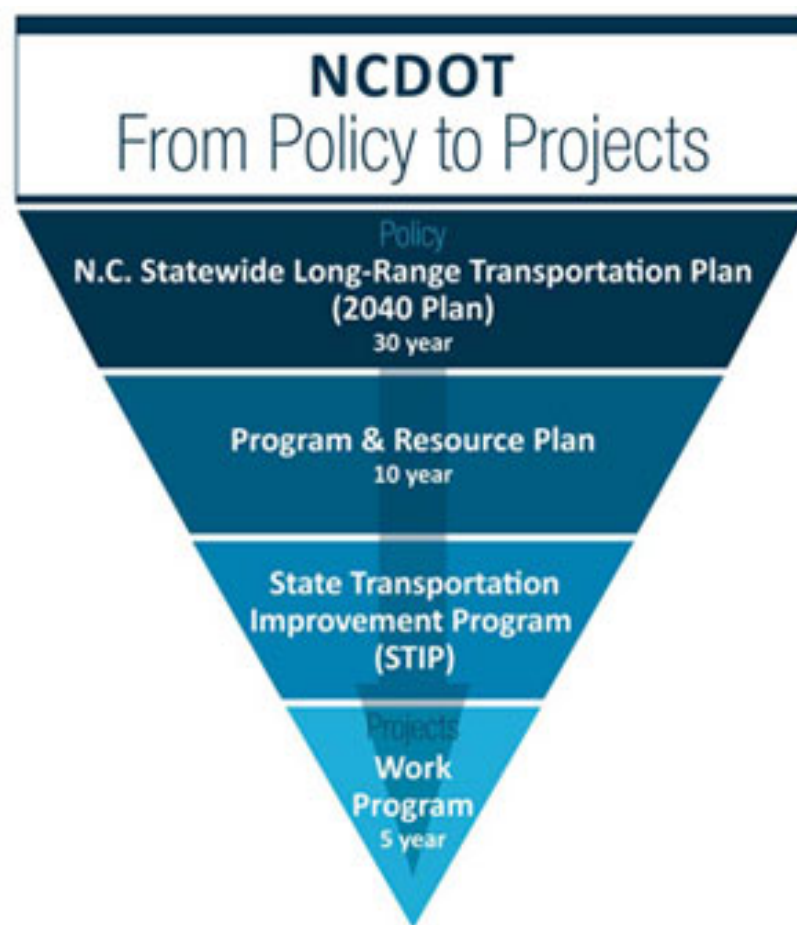 NCDOT
From Policy to Projects
Policy
N.C. Statewide Long-Range Transportation Plan
(2040 Plan)
30 year
Program & Resource Plan
10 year
State Transportation
Improvement Program
(STIP)
Projects
Work
Program
5 year